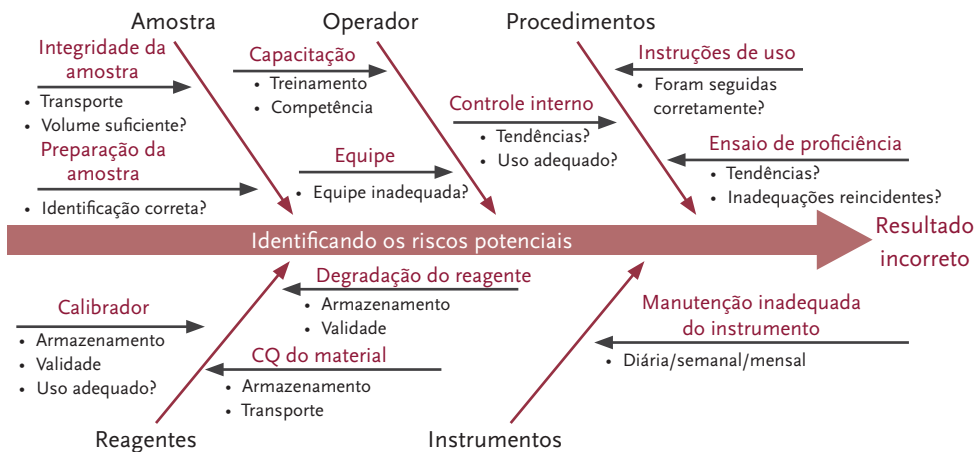 Amostra
Operador
Procedimentos
Integridade da
amostra
• Transporte
• Volume suficiente?
Preparação da
amostra
• Identificação correta?
Capacitação
• Treinamento
• Competência
Equipe
• Equipe inadequada?
Controle interno
• Tendências?
• Uso adequado?
Instruções de uso
• Foram seguidas
corretamente?
Ensaio de proficiência
• Tendências?
• Inadequações reincidentes?
Identificando os riscos potenciais
Resultado
incorreto
Calibrador
• Armazenamento
• Validade
• Uso adequado?
Degradação do reagente
• Armazenamento
• Validade
CQ do material
• Armazenamento
• Transporte
Manutenção inadequada
do instrumento
• Diária/semanal/mensal
Reagentes
Instrumentos